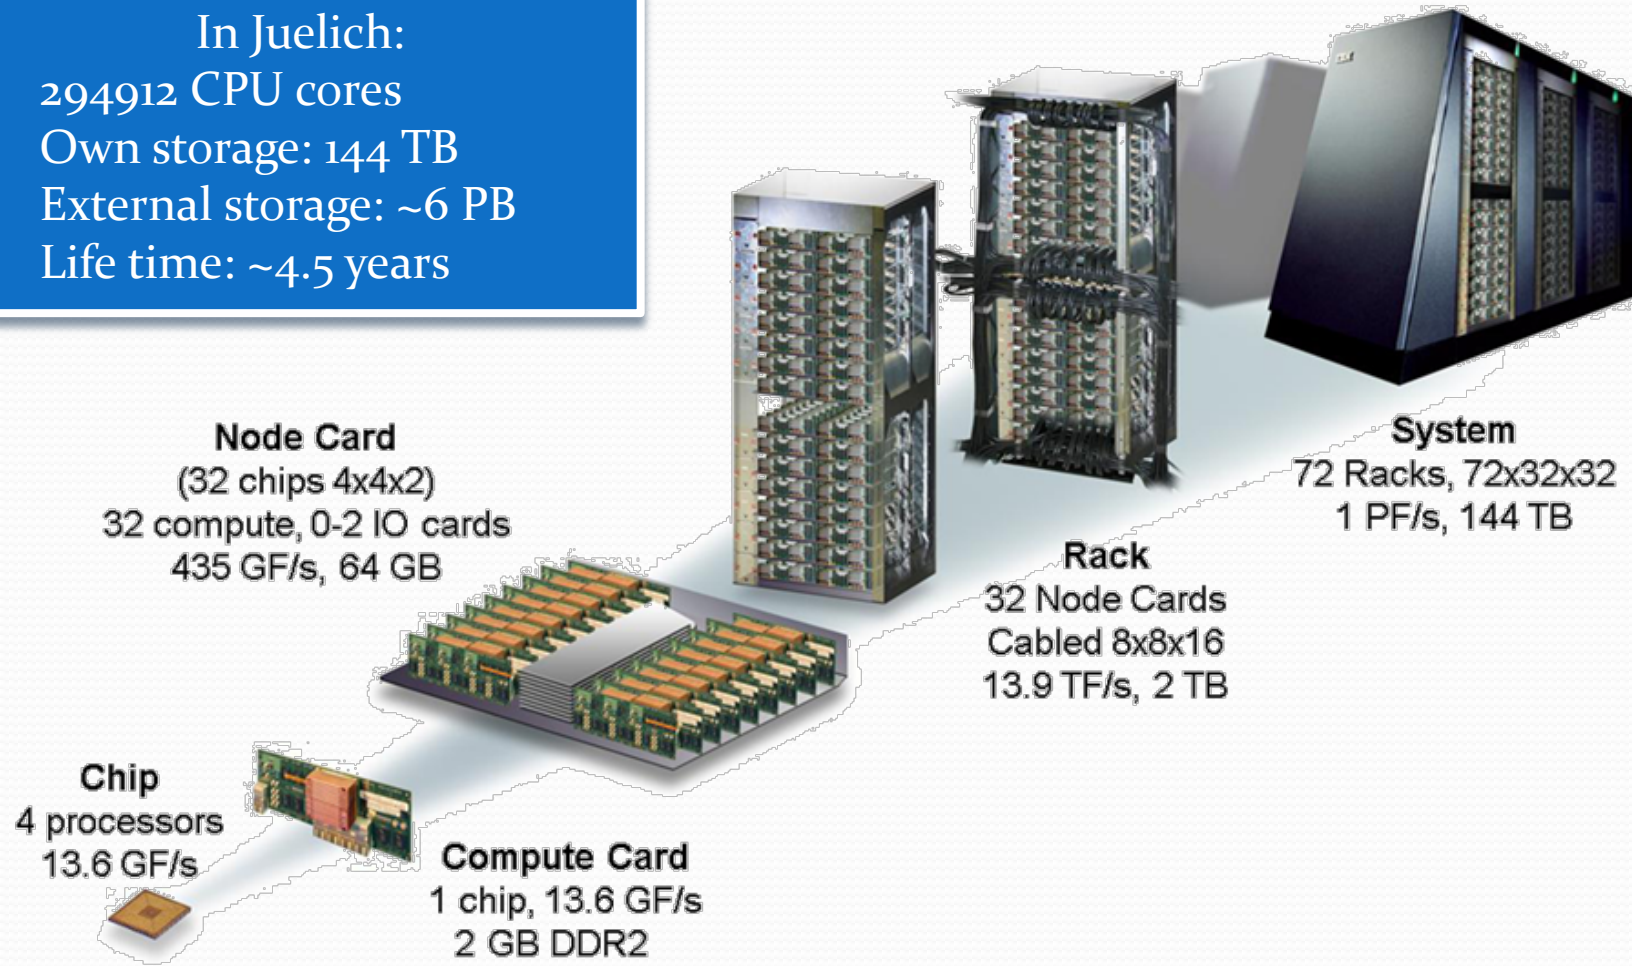 In Juelich:
294912 CPU cores
Own storage: 144 TB
External storage: ~6 PB
Life time: ~4.5 years
Node Card
(32 chips 4x4x2)
32 compute, 0-2 IO cards
435 GF/s, 64 GB
System
72 Racks, 72x32x32
1 PF/s, 144 TB
Rack
32 Node Cards
Cabled 8x8x16
13.9 TF/s, 2 TB
Chip
4 processors
13.6 GF/s
Compute Card
1 chip, 13.6 GF/s
2 GB DDR2